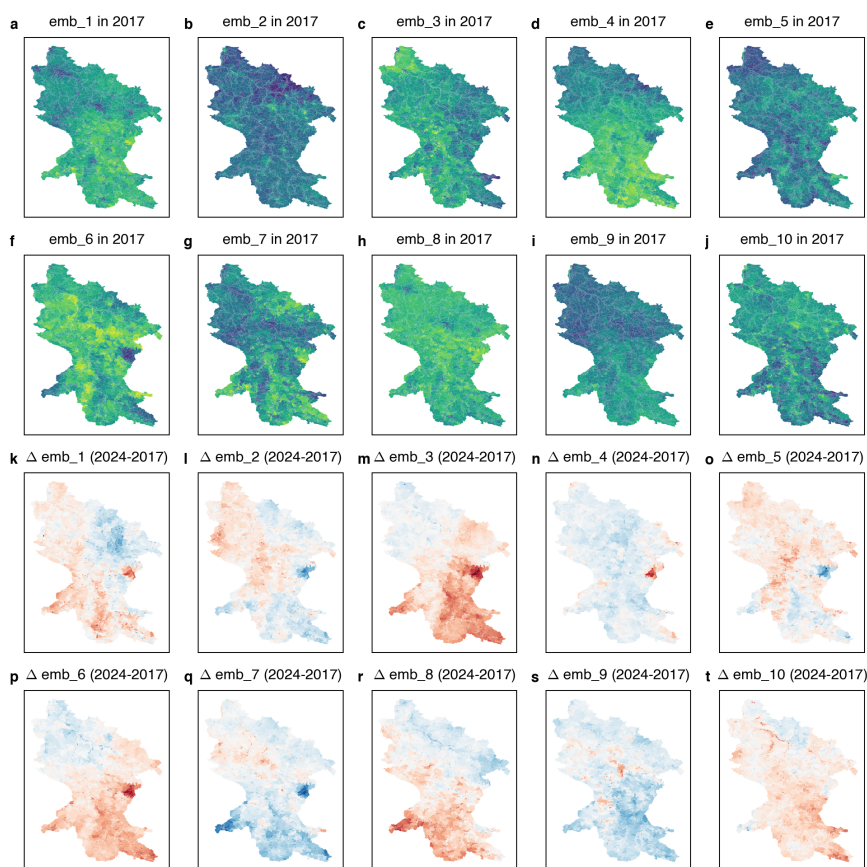 a emb_1 in 2017
b emb_2 in 2017
c emb_3 in 2017
d emb_4 in 2017
e emb_5 in 2017
f emb_6 in 2017
g emb_7 in 2017
h emb_8 in 2017
i emb_9 in 2017
j emb_10 in 2017
k Δ emb_1 (2024-2017)
l Δ emb_2 (2024-2017)
m Δ emb_3 (2024-2017)
n Δ emb_4 (2024-2017)
o Δ emb_5 (2024-2017)
p Δ emb_6 (2024-2017)
q Δ emb_7 (2024-2017)
r Δ emb_8 (2024-2017)
s Δ emb_9 (2024-2017)
t Δ emb_10 (2024-2017)